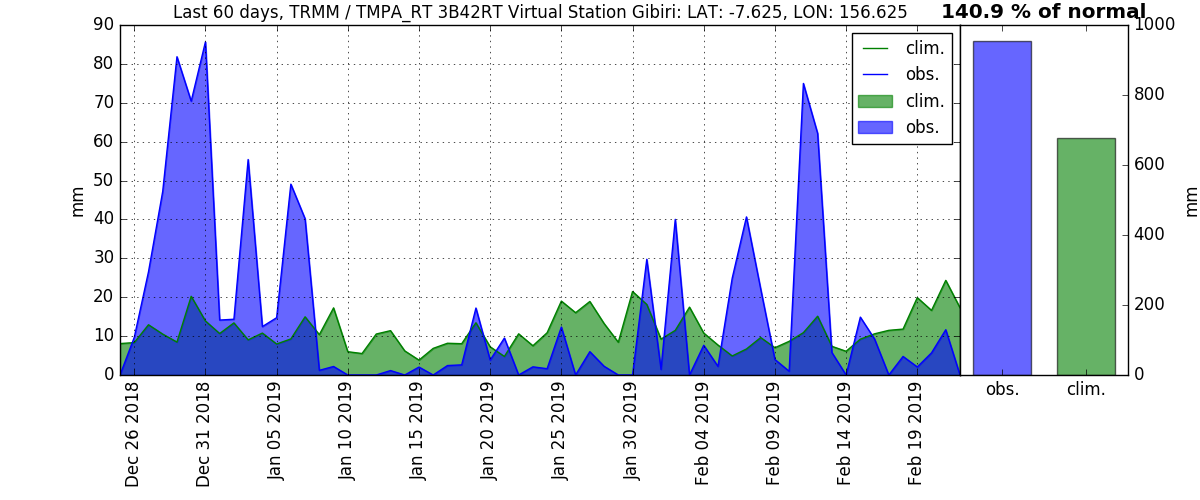 Last 60 days, TRMM / TMPA_RT 3B42RT Virtual Station Gibiri: LAT: -7.625, LON: 156.625
140.9 % of normal
90
80
70
60
50
40
30
20
10
0
mm
clim.
obs.
clim.
obs.
1000
800
600
400
200
0
mm
obs.
clim.
Dec 26 2018
Dec 31 2018
Jan 05 2019
Jan 10 2019
Jan 15 2019
Jan 20 2019
Jan 25 2019
Jan 30 2019
Feb 04 2019
Feb 09 2019
Feb 14 2019
Feb 19 2019